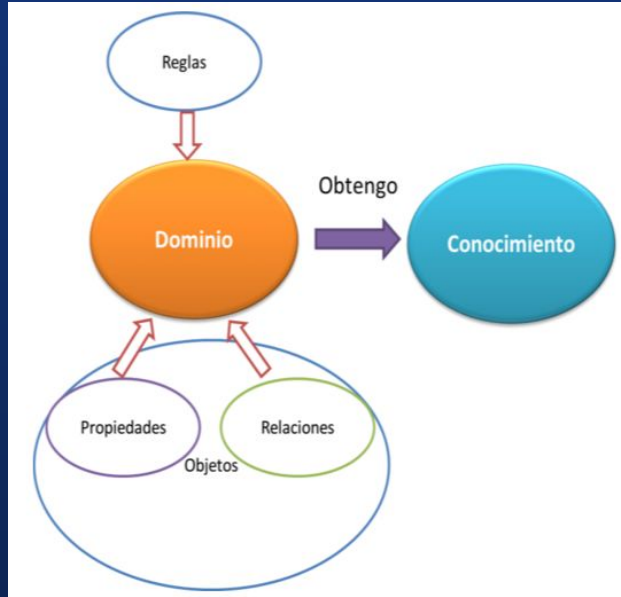 Reglas
Obtengo
Dominio
Conocimiento
Propiedades
Relaciones
Objetos